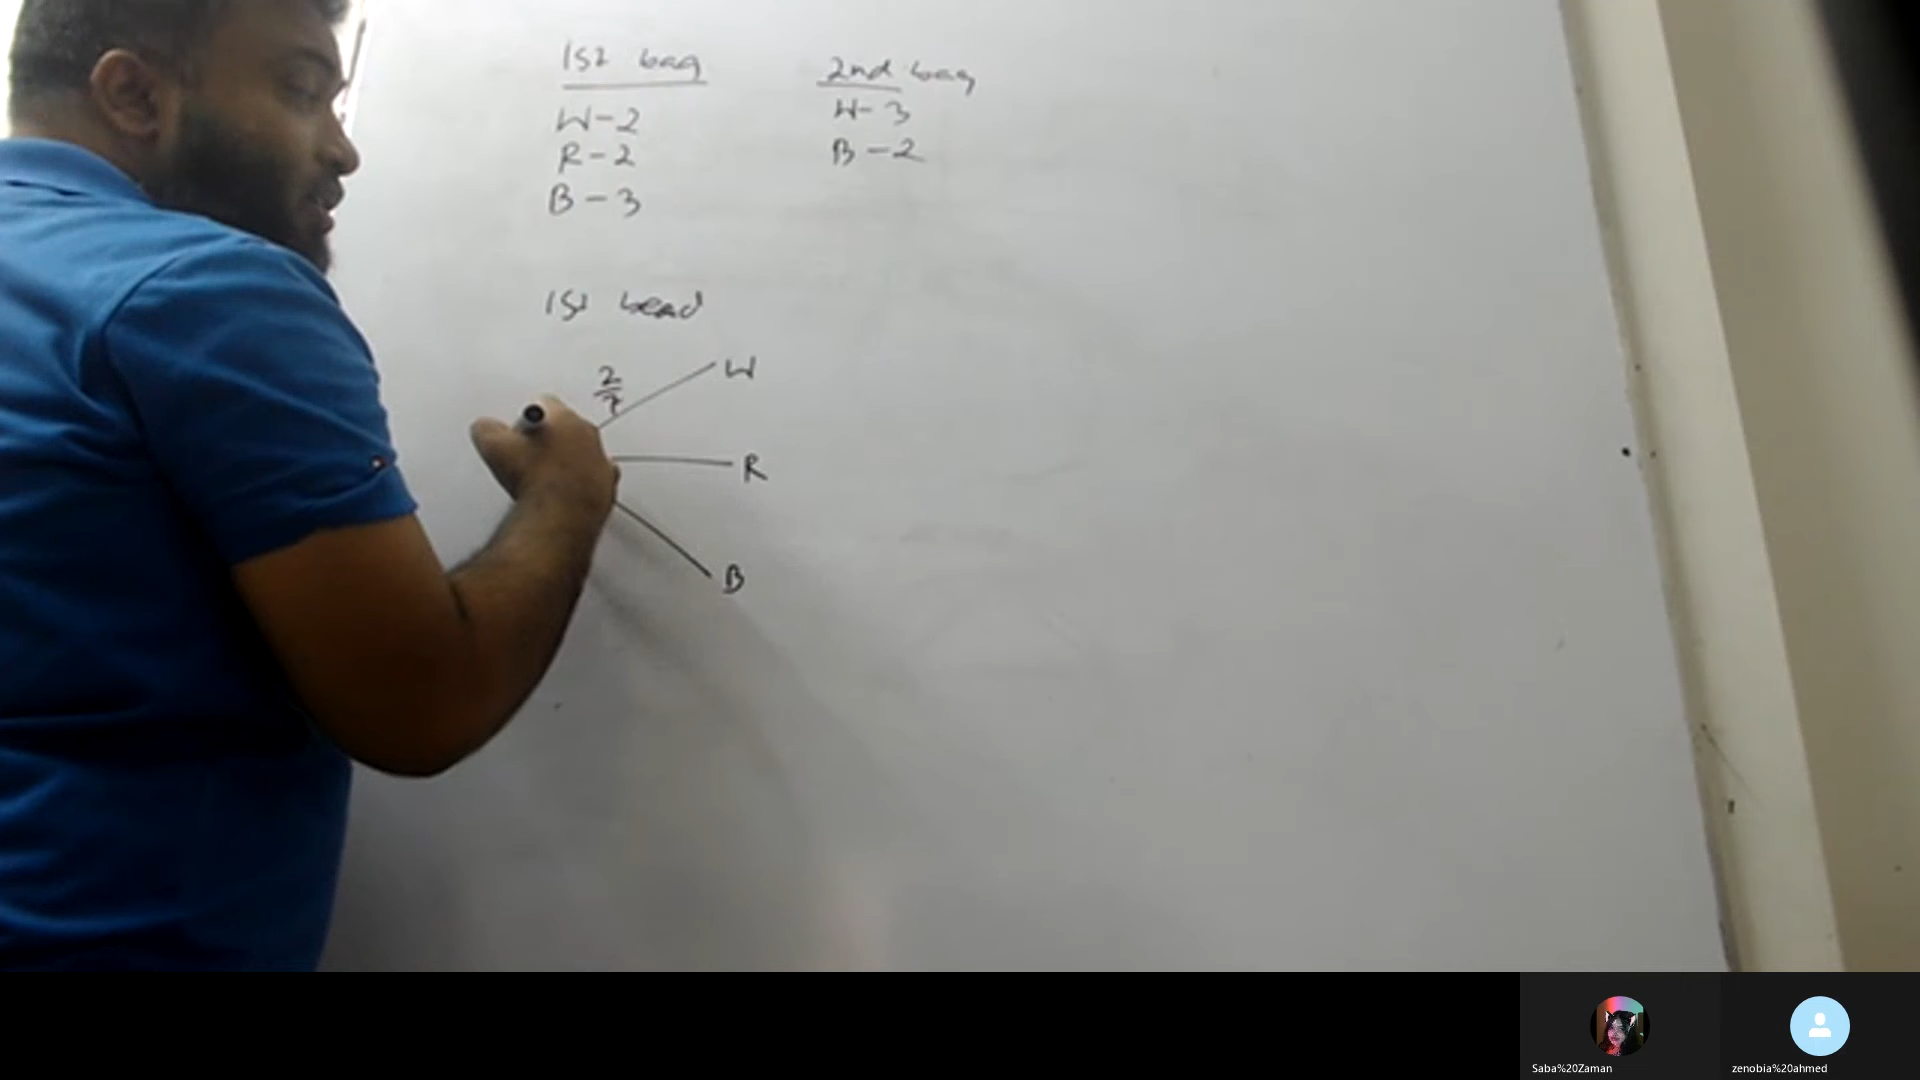 1st bag
W-2
R-2
B-3
2nd bag
W-3
B-2
1st bead
2/7
W
R
B
Saba%20Zaman
zenobia%20ahmed